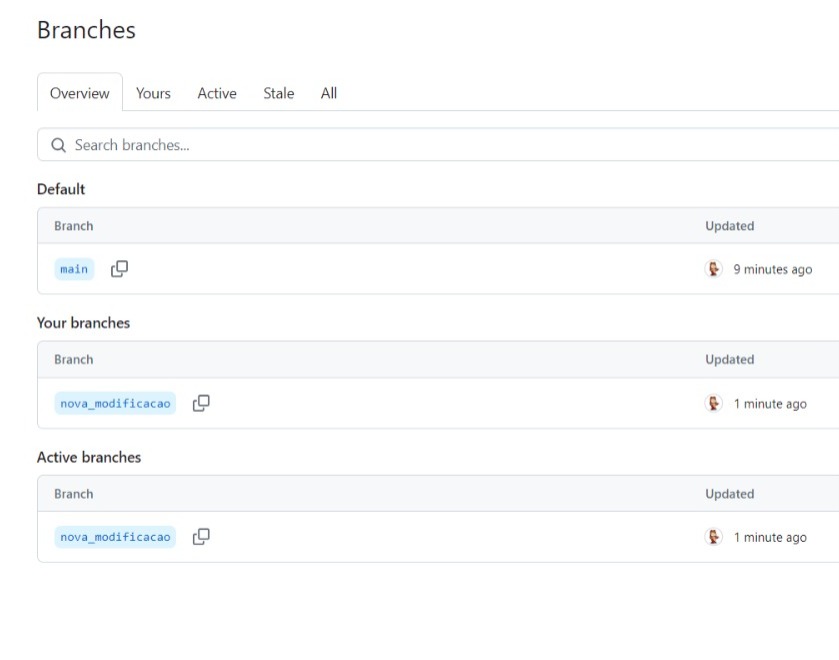 Branches
Overview Yours Active Stale All
Search branches...
Default
Branch Updated
main 9 minutes ago
Your branches
Branch Updated
nova_modificacao 1 minute ago
Active branches
Branch Updated
nova_modificacao 1 minute ago